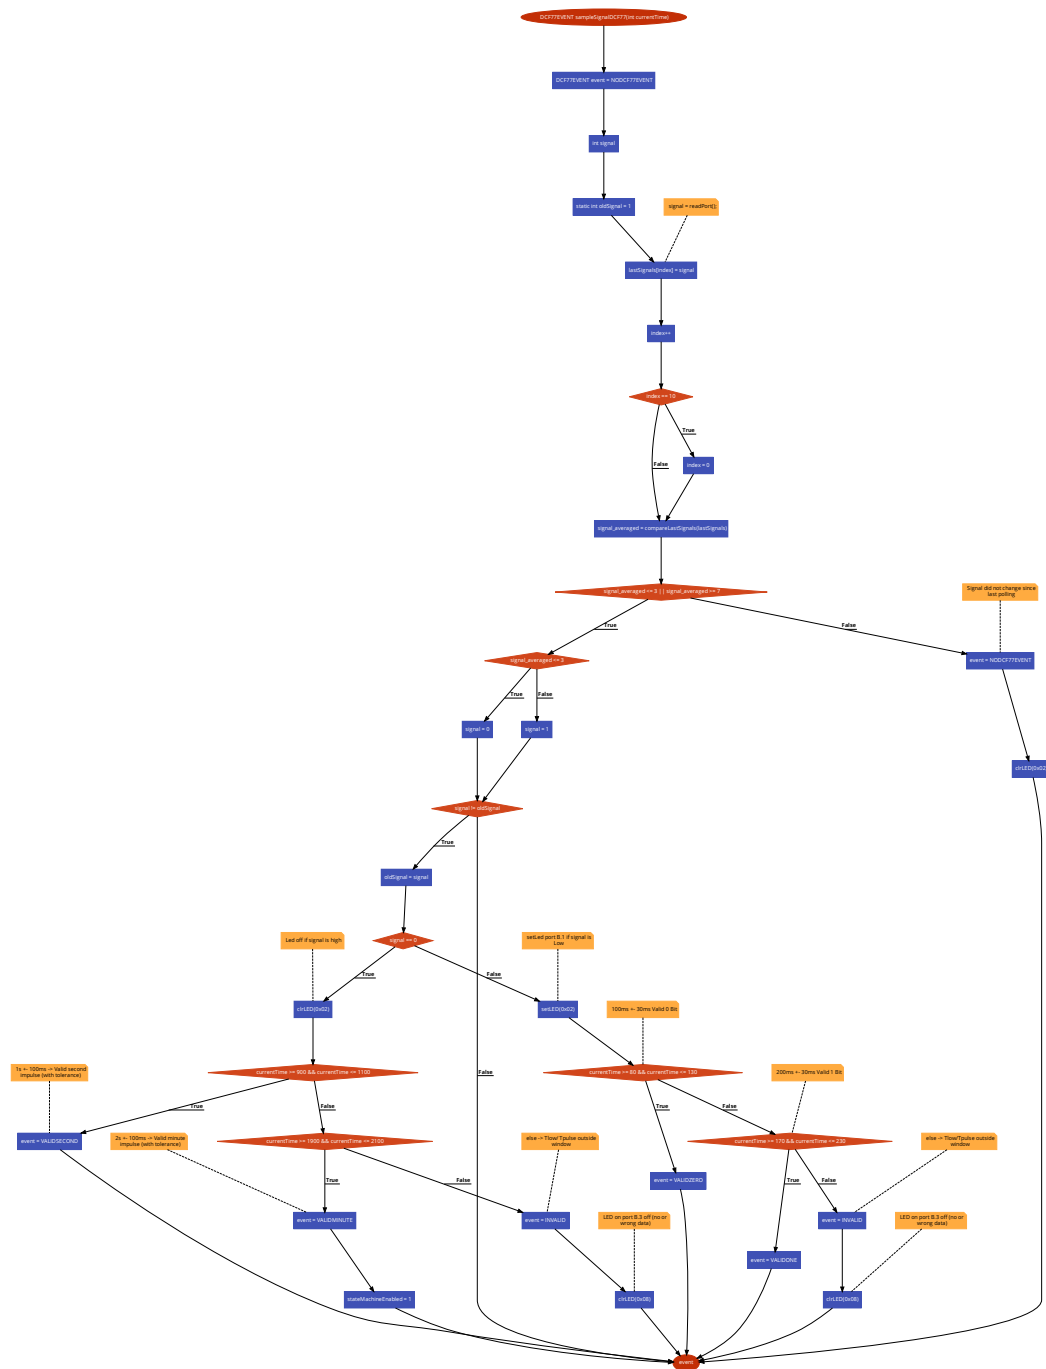 DCF77EVENT sampleSignalDCF77(int currentTime)
DCF77EVENT event = NODCF77EVENT
int signal
static int oldSignal = 1
signal = readPort();
lastSignals[index] = signal
index++
index == 10
True
False
index = 0
signal_averaged = compareLastSignals(lastSignals)
signal_averaged <= 3 || signal_averaged >= 7
Signal did not change since
last polling
True
False
signal_averaged <= 3
event = NODCF77EVENT
True
False
signal = 0
signal = 1
clrLED(0x02)
signal != oldSignal
True
oldSignal = signal
Led off if signal is high
signal == 0
setLed port B.1 if signal is
Low
True
False
clrLED(0x02)
setLED(0x02)
100ms +- 30ms Valid 0 Bit
1s +- 100ms -> Valid second
impulse (with tolerance)
currentTime >= 900 && currentTime <= 1100
False
currentTime >= 80 && currentTime <= 130
200ms +- 30ms Valid 1 Bit
True
False
True
False
event = VALIDSECOND
2s +- 100ms -> Valid minute
impulse (with tolerance)
currentTime >= 1900 && currentTime <= 2100
else -> Tlow/ Tpulse outside
window
currentTime >= 170 && currentTime <= 230
else -> Tlow/Tpulse outside
window
True
False
event = VALIDZERO
True
False
event = VALIDMINUTE
event = INVALID
LED on port B.3 off (no or
wrong data)
event = INVALID
LED on port B.3 off (no or
wrong data)
event = VALIDONE
stateMachineEnabled = 1
clrLED(0x08)
clrLED(0x08)
event